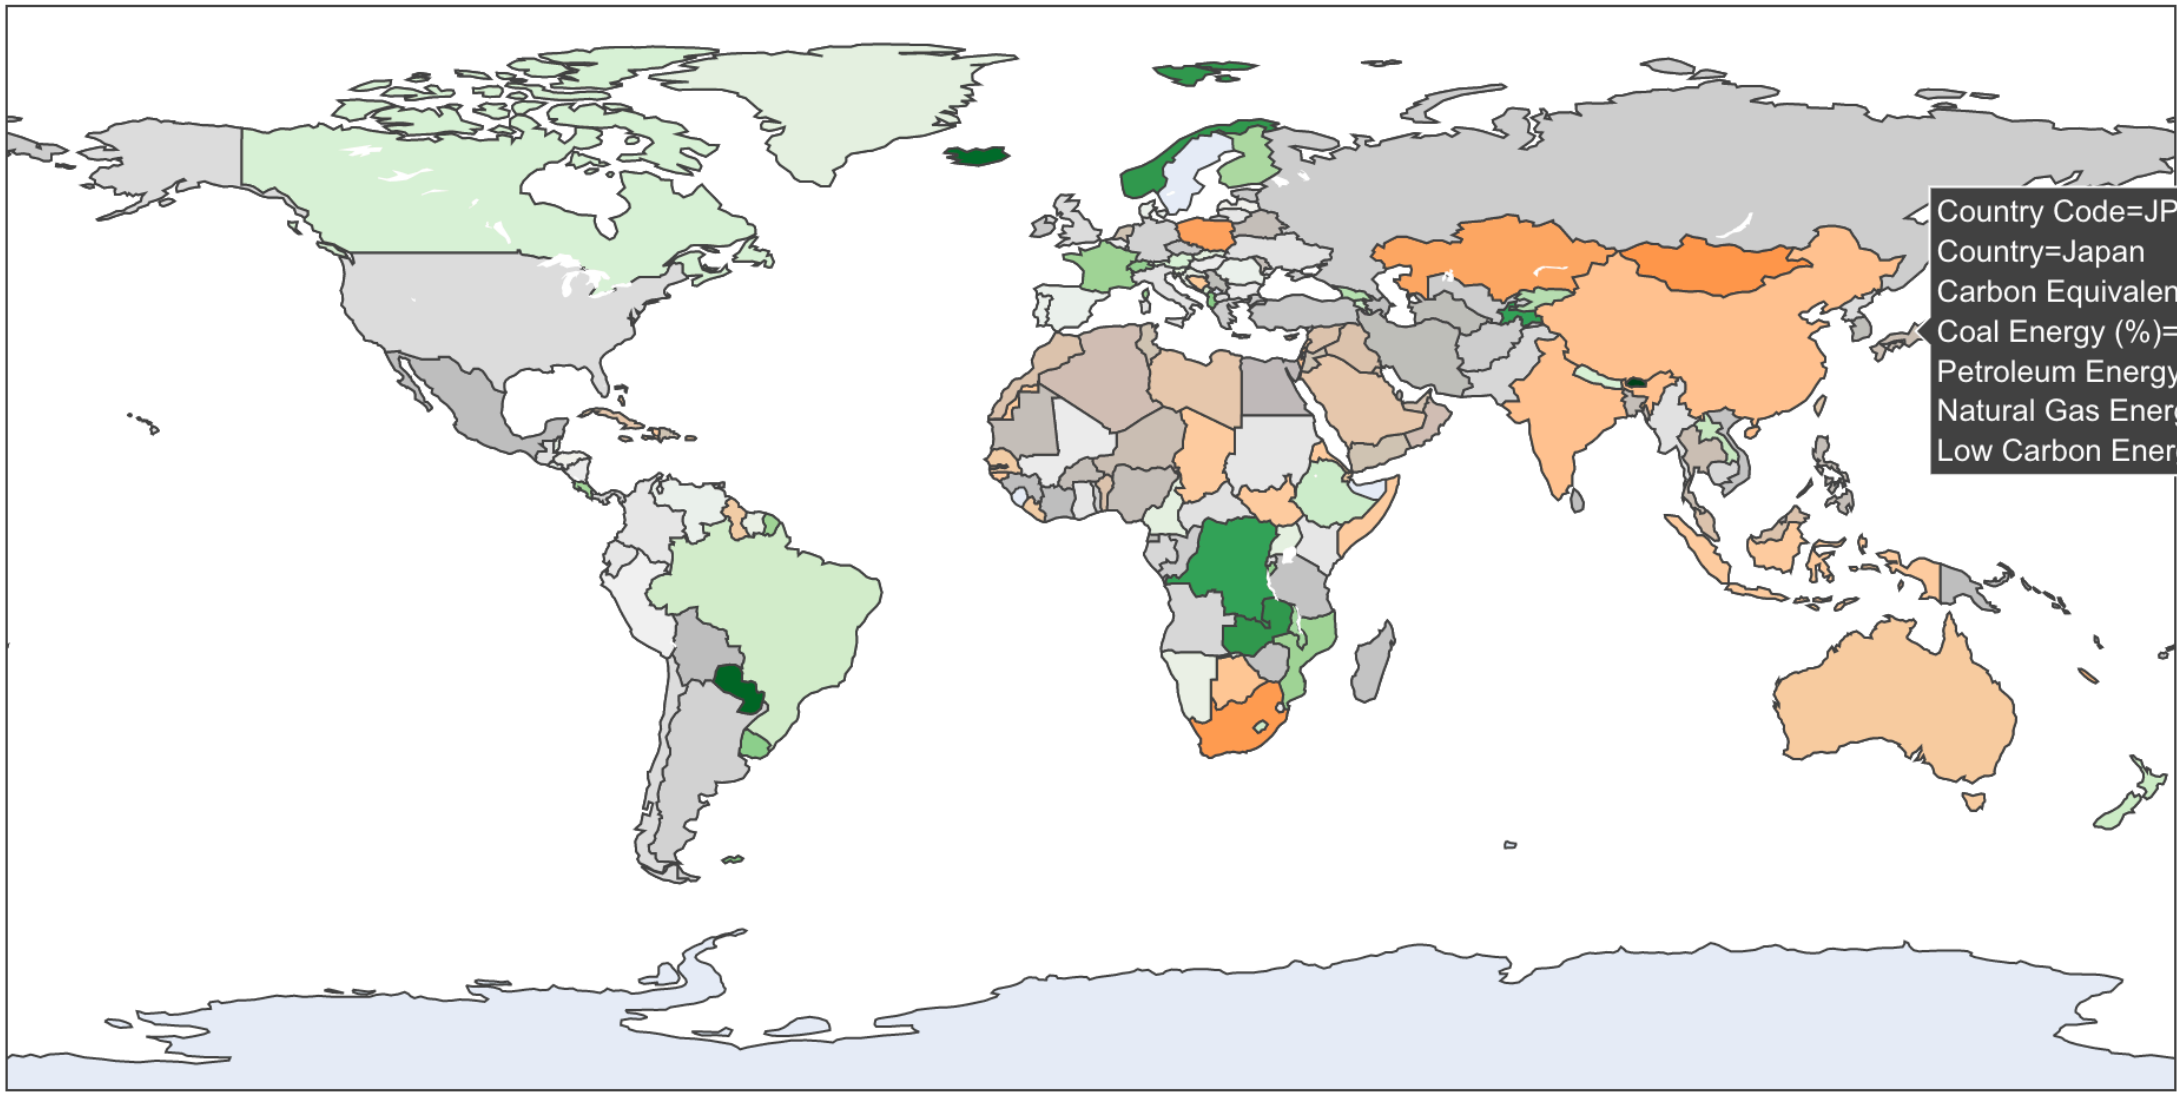 Country Code=JP
Country=Japan
Carbon Equivalen
Coal Energy (%)=
Petroleum Energy
Natural Gas Ener
Low Carbon Ener